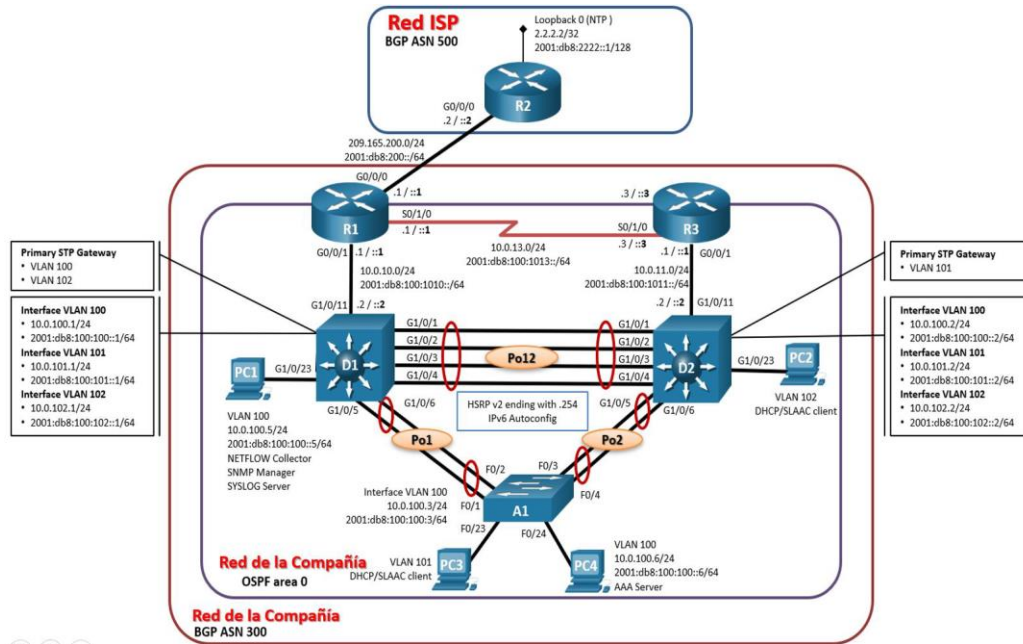 Red ISP
BGP ASN 500
Loopback 0 (NTP )
2.2.2.2/32
2001:db8:2222::1/128
R2
G0/0/0
.2 / ::2
209.165.200.0/24
2001:db8:200::/64
G0/0/0
.1 / ::1
R1
S0/1/0
.1 / ::1
.3 / ::3
R3
S0/1/0
.3 / ::3
10.0.13.0/24
2001:db8:100:1013::/64
G0/0/1
.1 / ::1
10.0.10.0/24
2001:db8:100:1010::/64
.2 / ::2
G1/0/11
.1 / ::1
G0/0/1
10.0.11.0/24
2001:db8:100:1011::/64
.2 / ::2
G1/0/11
Primary STP Gateway
• VLAN 100
• VLAN 102
Interface VLAN 100
• 10.0.100.1/24
• 2001:db8:100:100::1/64
Interface VLAN 101
• 10.0.101.1/24
• 2001:db8:100:101::1/64
Interface VLAN 102
• 10.0.102.1/24
• 2001:db8:100:102::1/64
Primary STP Gateway
• VLAN 101
Interface VLAN 100
• 10.0.100.2/24
• 2001:db8:100:100::2/64
Interface VLAN 101
• 10.0.101.2/24
• 2001:db8:100:101::2/64
Interface VLAN 102
• 10.0.102.2/24
• 2001:db8:100:102::2/64
D1
G1/0/1
G1/0/2
G1/0/3
G1/0/4
Po12
G1/0/1
G1/0/2
G1/0/3
G1/0/4
D2
PC1
G1/0/23
VLAN 100
10.0.100.5/24
2001:db8:100:100::5/64
NETFLOW Collector
SNMP Manager
SYSLOG Server
G1/0/23
PC2
VLAN 102
DHCP/SLAAC client
G1/0/5
G1/0/6
HSRP v2 ending with .254
IPv6 Autoconfig
G1/0/5
G1/0/6
Po1
Po2
F0/2
F0/1
F0/3
F0/4
Interface VLAN 100
10.0.100.3/24
2001:db8:100:100:3/64
A1
F0/23
F0/24
VLAN 101
DHCP/SLAAC client
PC3
PC4
VLAN 100
10.0.100.6/24
2001:db8:100:100::6/64
AAA Server
Red de la Compañía
OSPF area 0
Red de la Compañía
BGP ASN 300